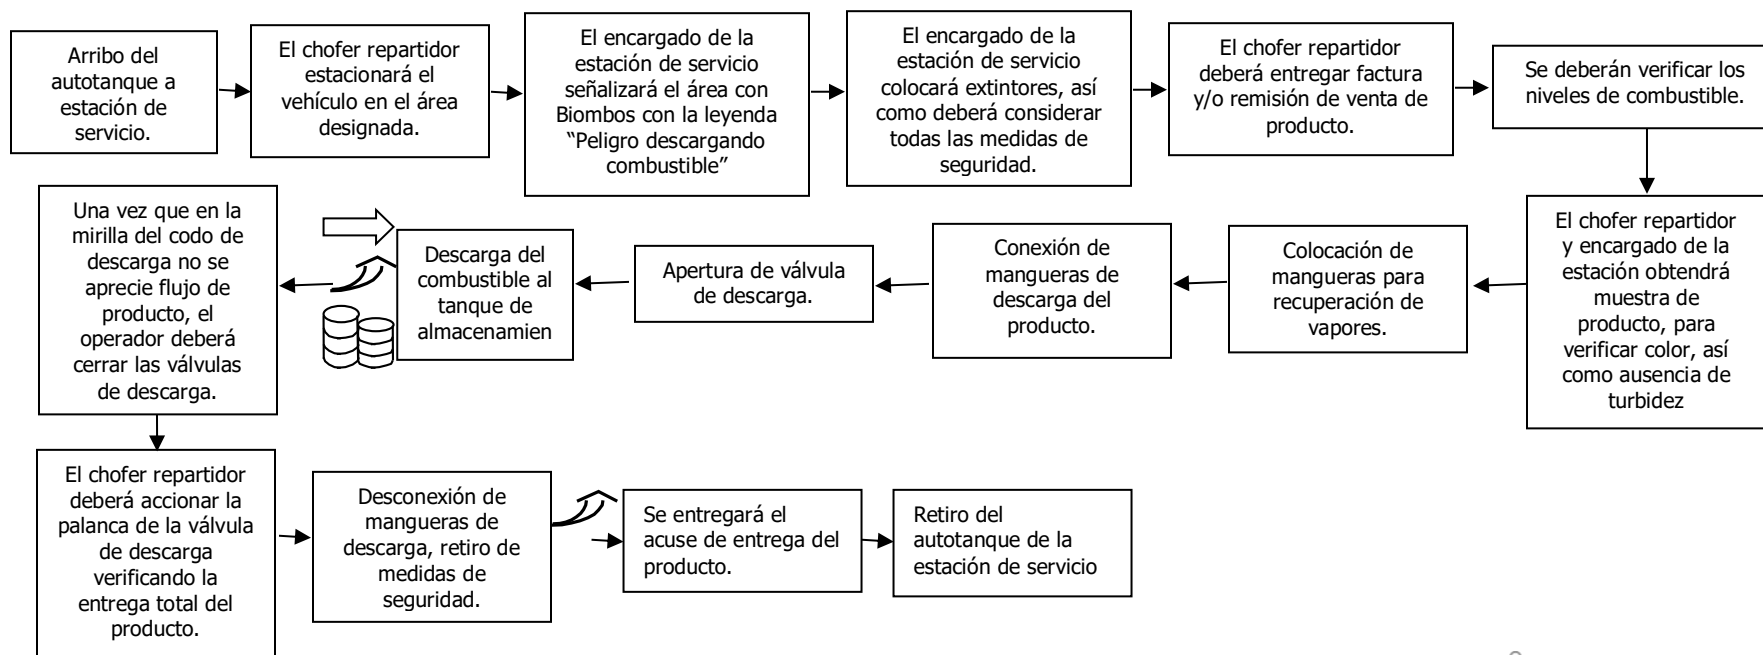 Arribo del
autotanque a
estación de
servicio.
El chofer repartidor
estacionará el
vehículo en el área
designada.
El encargado de la
estación de servicio
señalizará el área con
Biombos con la leyenda
“Peligro descargando
combustible”
El encargado de la
estación de servicio
colocará extintores, así
como deberá considerar
todas las medidas de
seguridad.
El chofer repartidor
deberá entregar factura
y/o remisión de venta de
producto.
Se deberán verificar los
niveles de combustible.
El chofer repartidor
y encargado de la
estación obtendrá
muestra de
producto, para
verificar color, así
como ausencia de
turbidez
Colocación de
mangueras para
recuperación de
vapores.
Conexión de
mangueras de
descarga del
producto.
Apertura de válvula
de descarga.
Descarga del
combustible al
tanque de
almacenamien
Una vez que en la
mirilla del codo de
descarga no se
aprecie flujo de
producto, el
operador deberá
cerrar las válvulas
de descarga.
El chofer repartidor
deberá accionar la
palanca de la válvula
de descarga
verificando la
entrega total del
producto.
Desconexión de
mangueras de
descarga, retiro de
medidas de
seguridad.
Se entregará el
acuse de entrega del
producto.
Retiro del
autotanque de la
estación de servicio